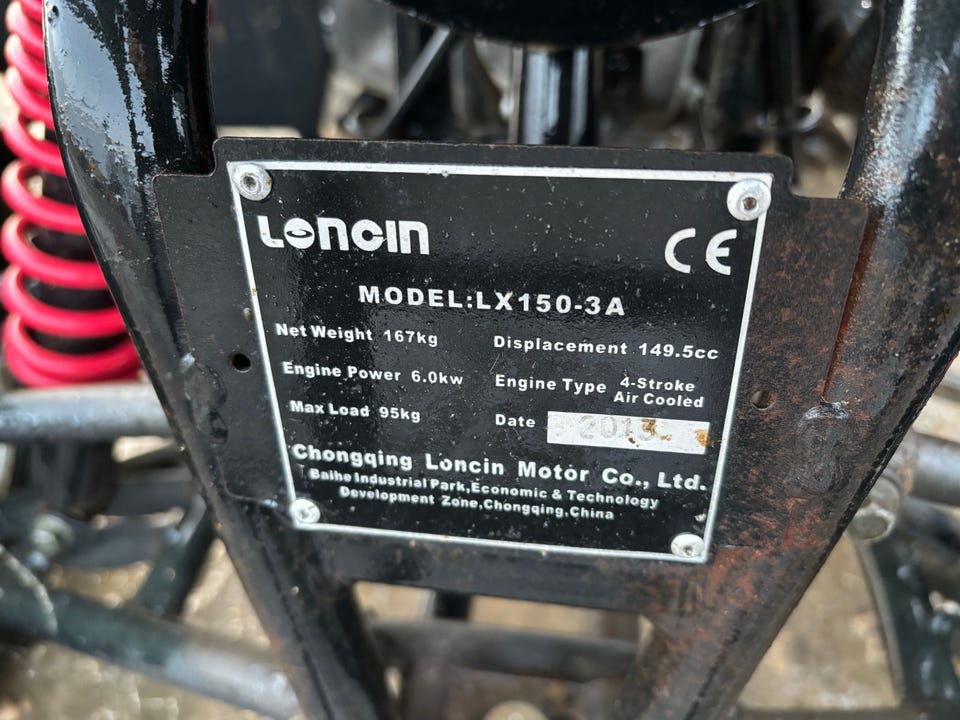 LONCIN
CE
MODEL:LX150-3A
Net Weight 167kg
Displacement 149.5cc
Engine Power 6.0kw
Engine Type 4-Stroke
Air Cooled
Max Load 95kg
Date
Chongqing Loncin Motor Co., Ltd.
Baihe Industrial Park,Economic & Technology
Development Zone,Chongqing,China